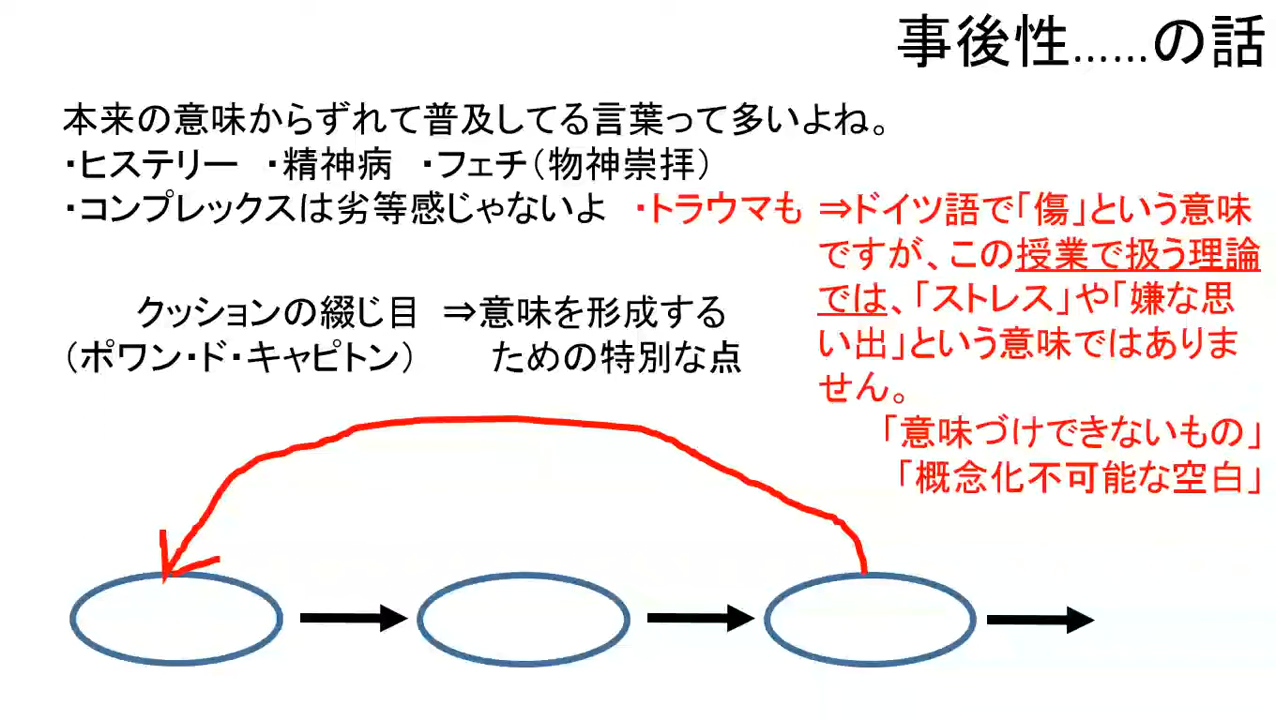 事後性……の話
本来の意味からずれて普及してる言葉って多いよね。
・ヒステリー ・精神病 ・フェチ（物神崇拝）
・コンプレックスは劣等感じゃないよ ・トラウマも
⇒ドイツ語で「傷」という意味
ですが、この授業で扱う理論
では、「ストレス」や「嫌な思
い出」という意味ではありま
せん。
「意味づけできないもの」
「概念化不可能な空白」
クッションの綴じ目 ⇒意味を形成する
（ポワン・ド・キャピトン） ための特別な点